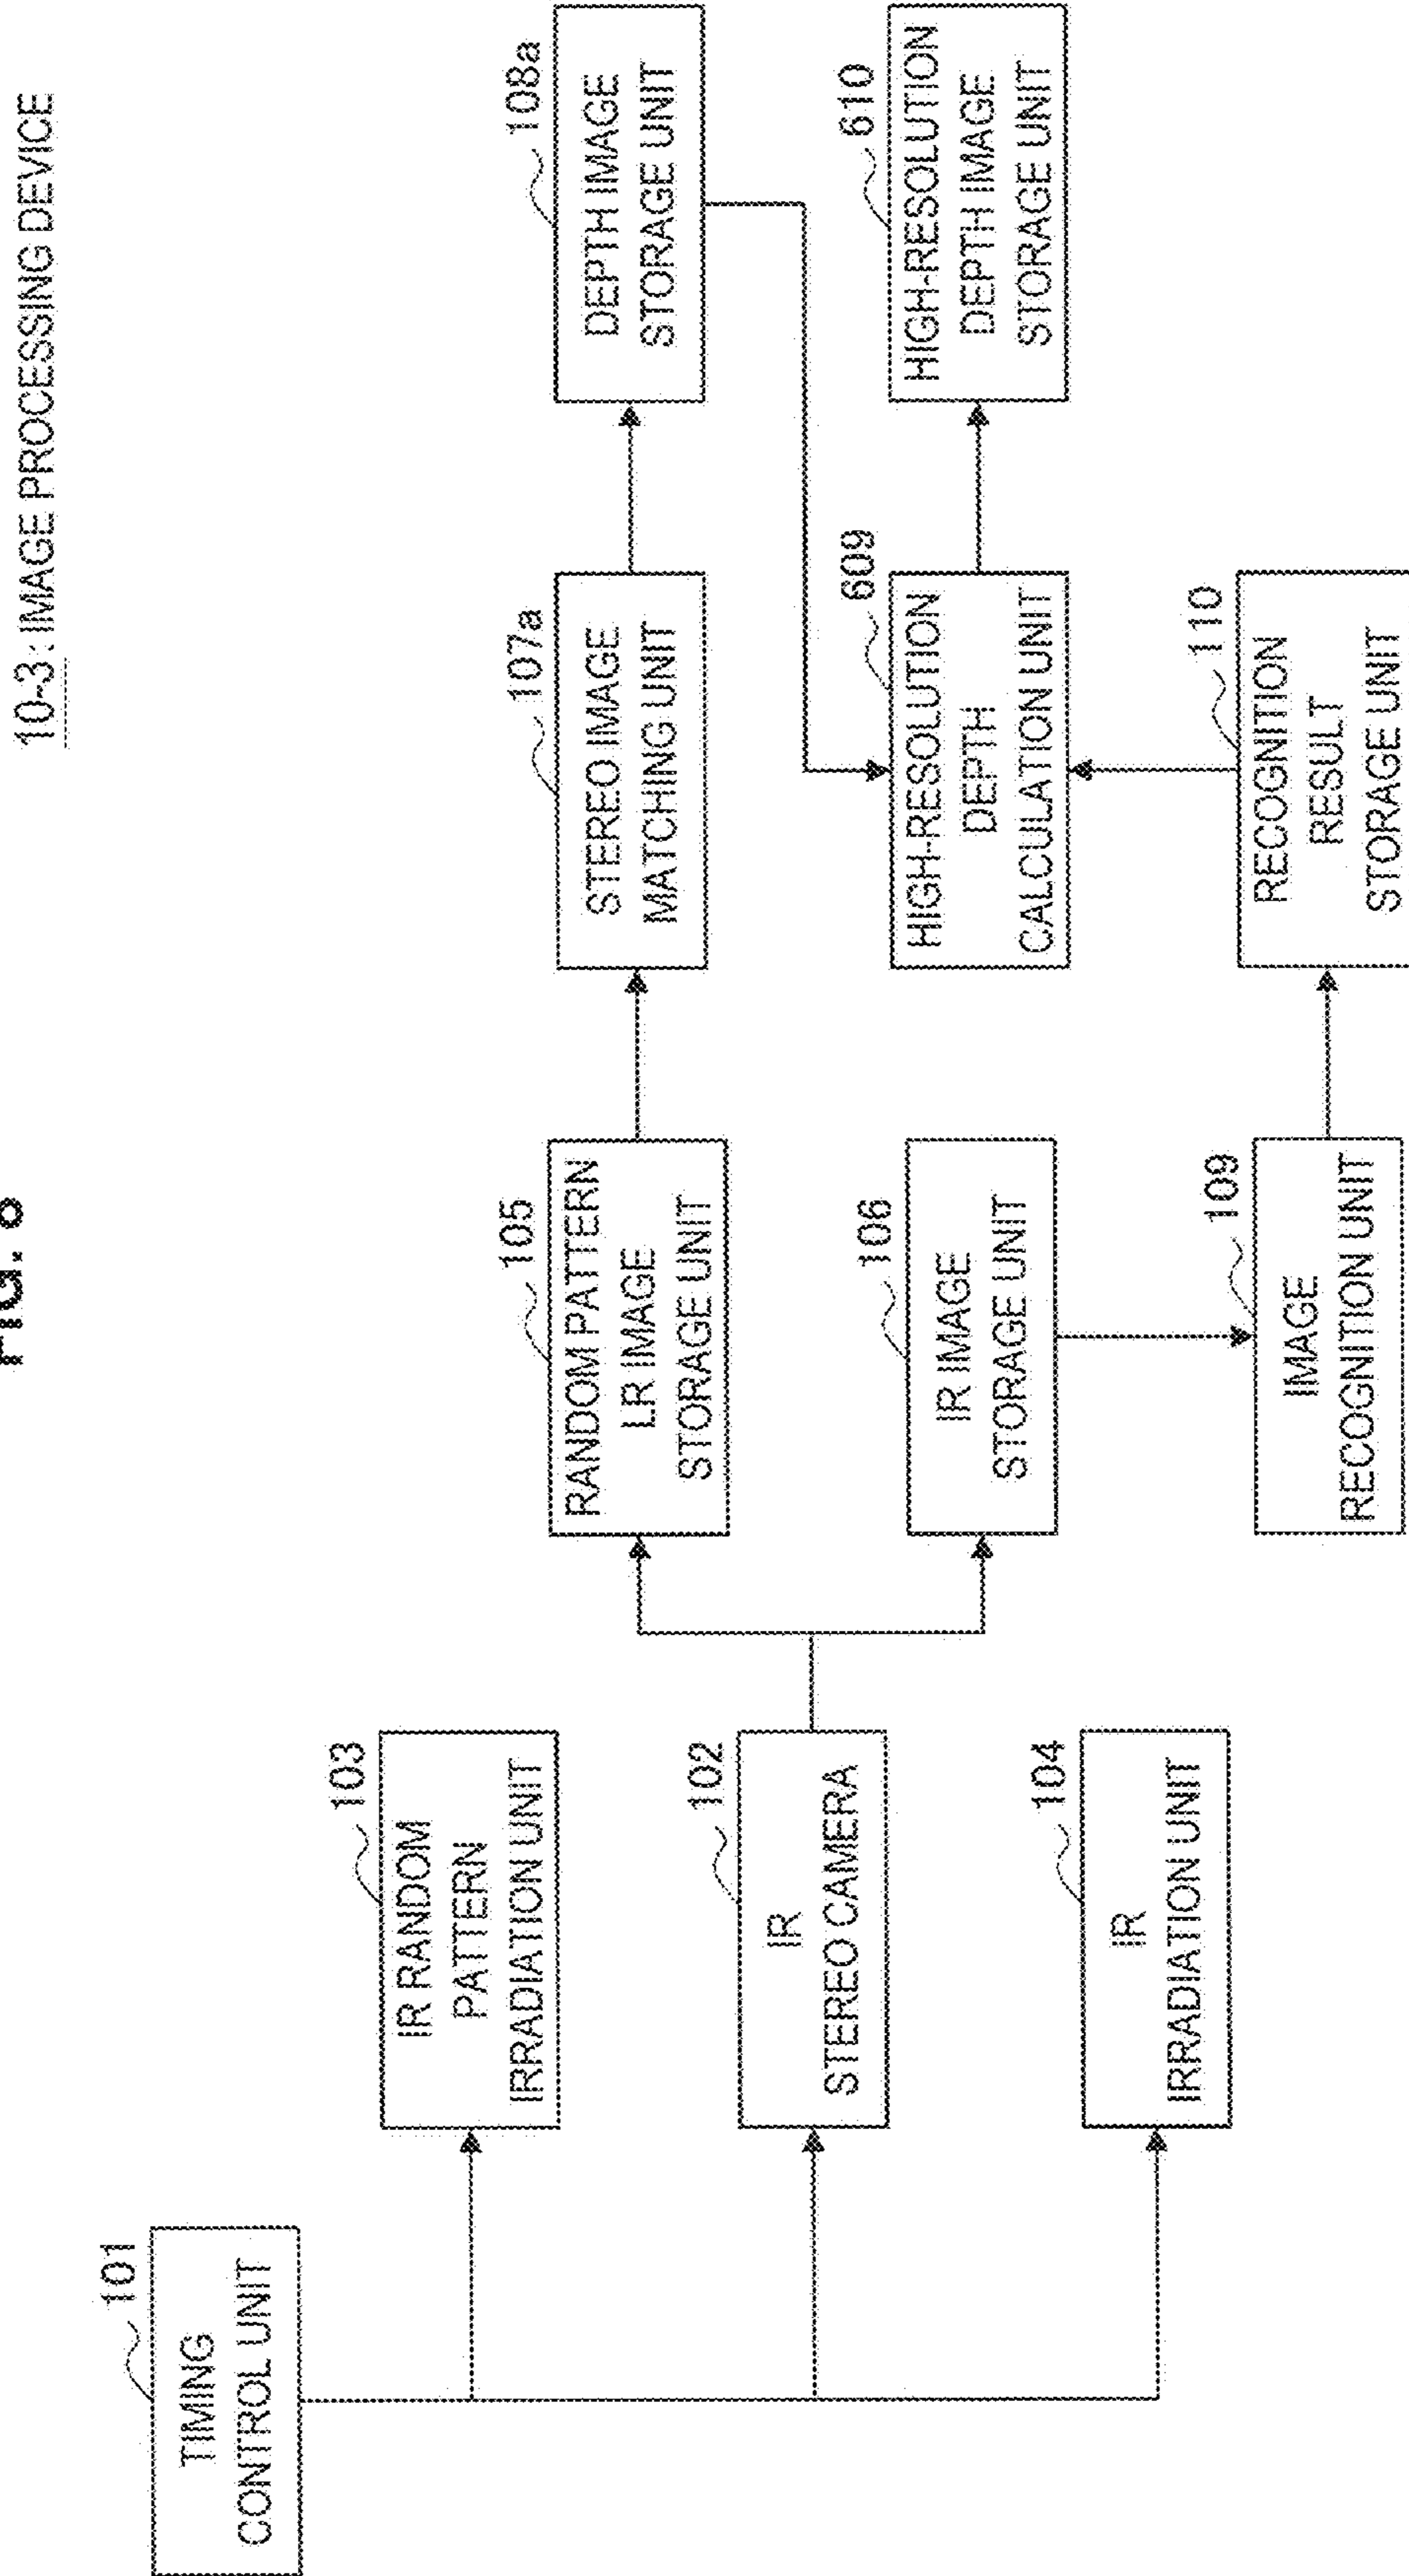 FIG.
10-3: IMAGE PROCESSING DEVICE
101
TIMING
CONTROL UNIT
103
IR RANDOM
PATTERN
IRRADIATION UNIT
102
IR
STEREO CAMERA
104
IR
IRRADIATION UNIT
105
RANDOM PATTERN
LR IMAGE
STORAGE UNIT
106
IR IMAGE
STORAGE UNIT
109
IMAGE
RECOGNITION UNIT
107a
STEREO IMAGE
MATCHING UNIT
609
HIGH-RESOLUTION
DEPTH
CALCULATION UNIT
110
RECOGNITION
RESULT
STORAGE UNIT
108a
DEPTH IMAGE
STORAGE UNIT
610
HIGH-RESOLUTION
DEPTH IMAGE
STORAGE UNIT